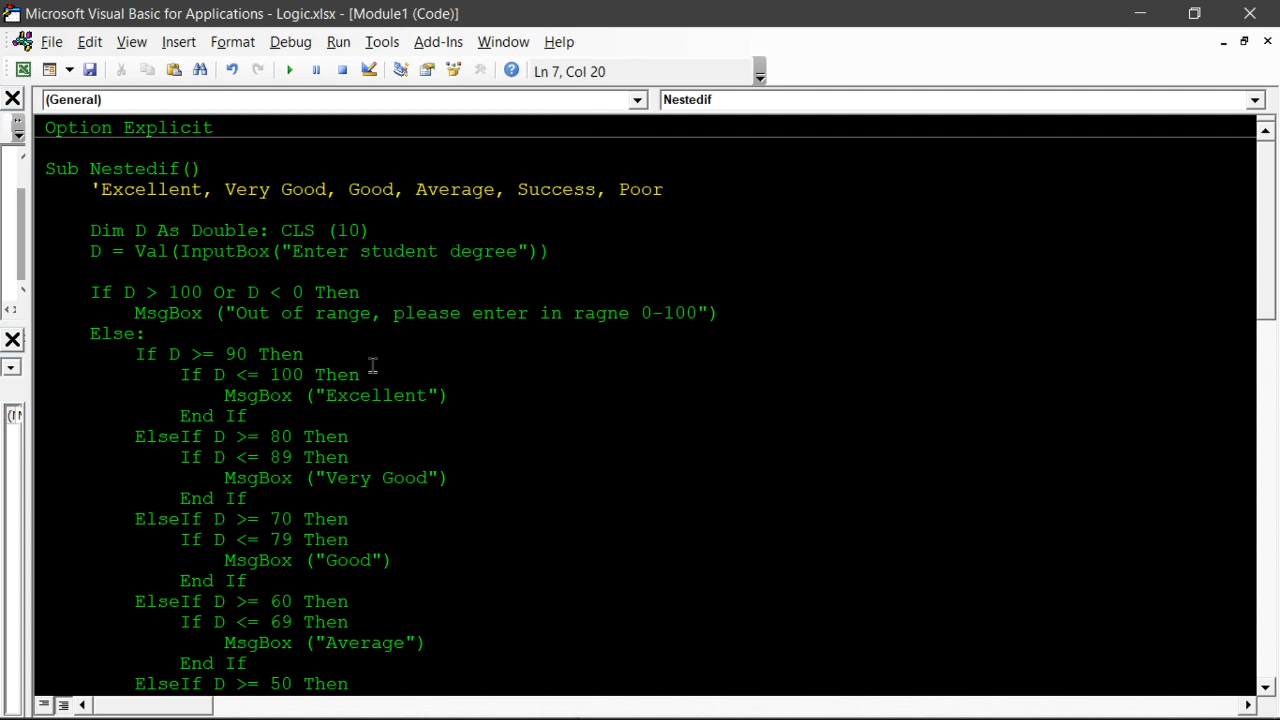 Microsoft Visual Basic for Applications - Logic.xlsx - [Module1 (Code)]
File Edit View Insert Format Debug Run Tools Add-Ins Window Help
Ln 7, Col 20
(General) Nestedif
Option Explicit
Sub Nestedif()
'Excellent, Very Good, Good, Average, Success, Poor
Dim D As Double: CLS (10)
D = Val(InputBox("Enter student degree"))
If D > 100 Or D < 0 Then
MsgBox ("Out of range, please enter in ragne 0-100")
Else:
If D >= 90 Then
If D <= 100 Then
MsgBox ("Excellent")
End If
ElseIf D >= 80 Then
If D <= 89 Then
MsgBox ("Very Good")
End If
ElseIf D >= 70 Then
If D <= 79 Then
MsgBox ("Good")
End If
ElseIf D >= 60 Then
If D <= 69 Then
MsgBox ("Average")
End If
ElseIf D >= 50 Then